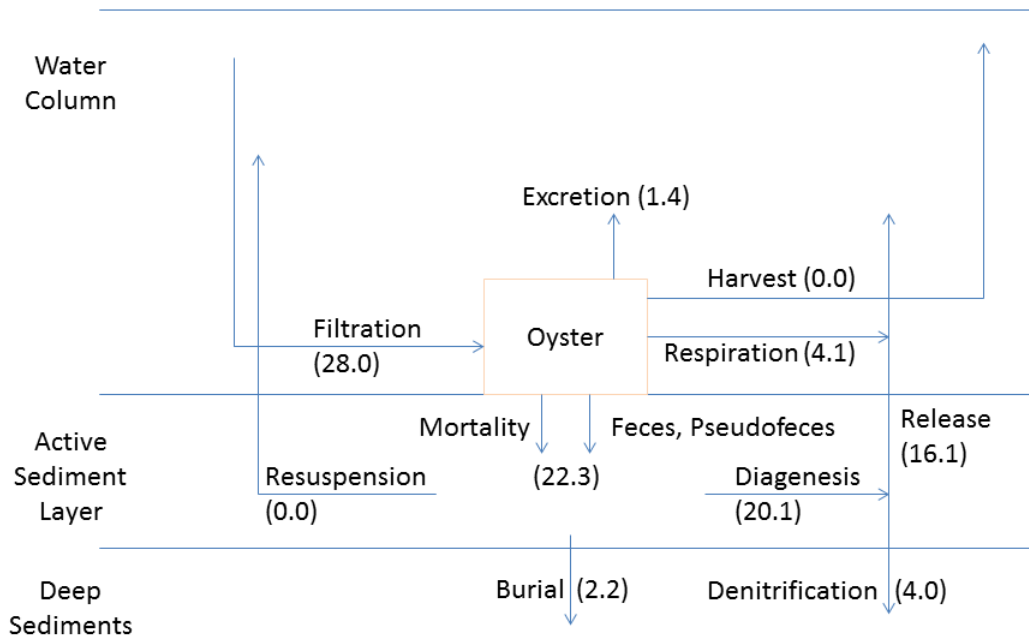 Water
Column
Excretion (1.4)
Harvest (0.0)
Filtration
(28.0)
Oyster
Respiration (4.1)
Active
Sediment
Layer
Mortality
Feces, Pseudofeces
(22.3)
Release
(16.1)
Resuspension
(0.0)
Diagenesis
(20.1)
Deep
Sediments
Burial (2.2)
Denitrification (4.0)